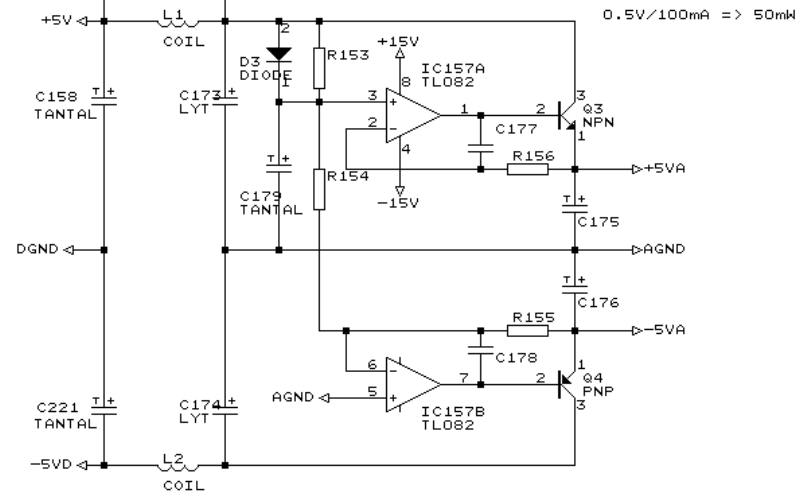 0.5V/100mA => 50mW
+5V
L1
COIL
2
D3
DIODE
1
R153
+15V
8
IC157A
TL082
3
+
2
-
1
4
-15V
2
3
Q3
NPN
1
C177
R156
+5VA
C158
TANTAL
T +
C173
LYT
+
T +
C179
TANTAL
R154
T +
C175
DGND
AGND
T +
C176
R155
-5VA
C178
6
-
5
+
AGND
7
IC157B
TL082
2
1
Q4
PNP
3
C221
TANTAL
T +
C174
LYT
+
-5VD
L2
COIL